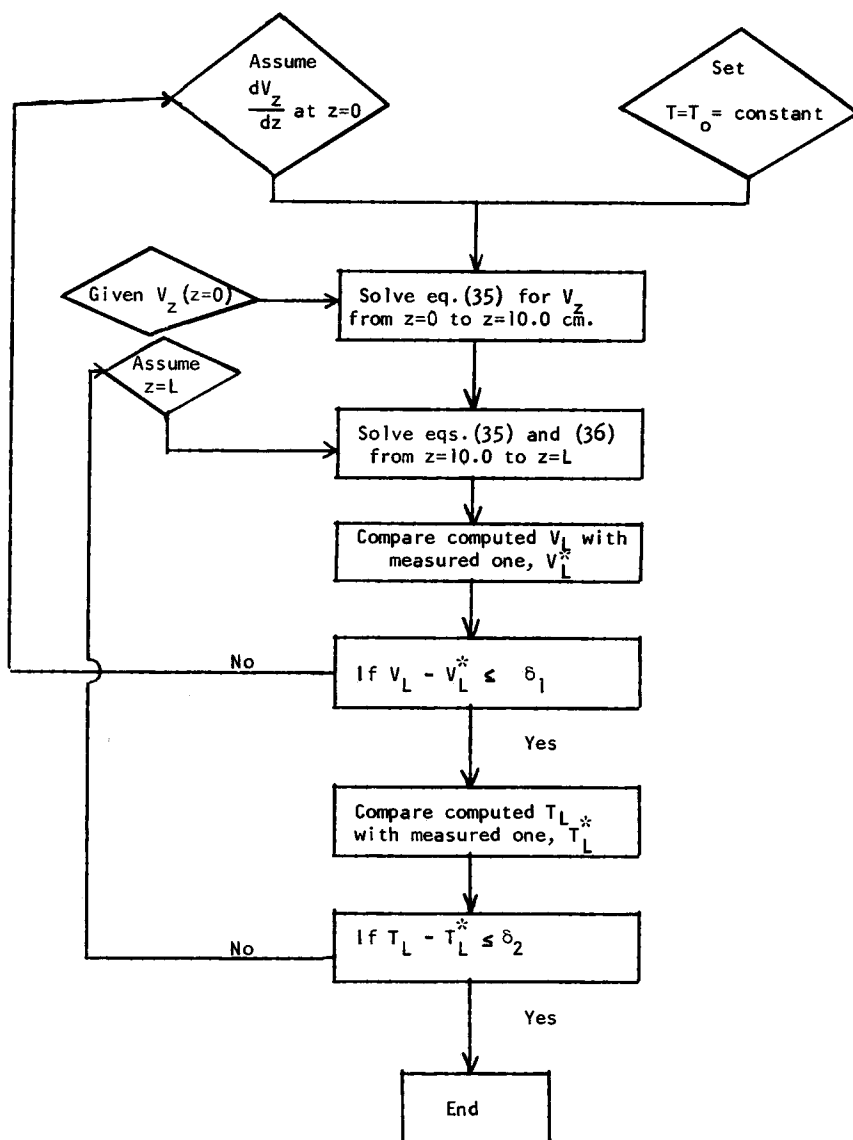 Assume
dV_z
dz at z=0
Set
T=T_o= constant
Given V_z(z=0)
Solve eq.(35) for V_z
from z=0 to z=10.0 cm.
Assume
z=L
Solve eqs.(35) and (36)
from z=10.0 to z=L
Compare computed V_L with
measured one, V_L^*
No
If V_L - V_L^* ≤ δ_1
Yes
Compare computed T_L
with measured one, T_L^*
No
If T_L - T_L^* ≤ δ_2
Yes
End